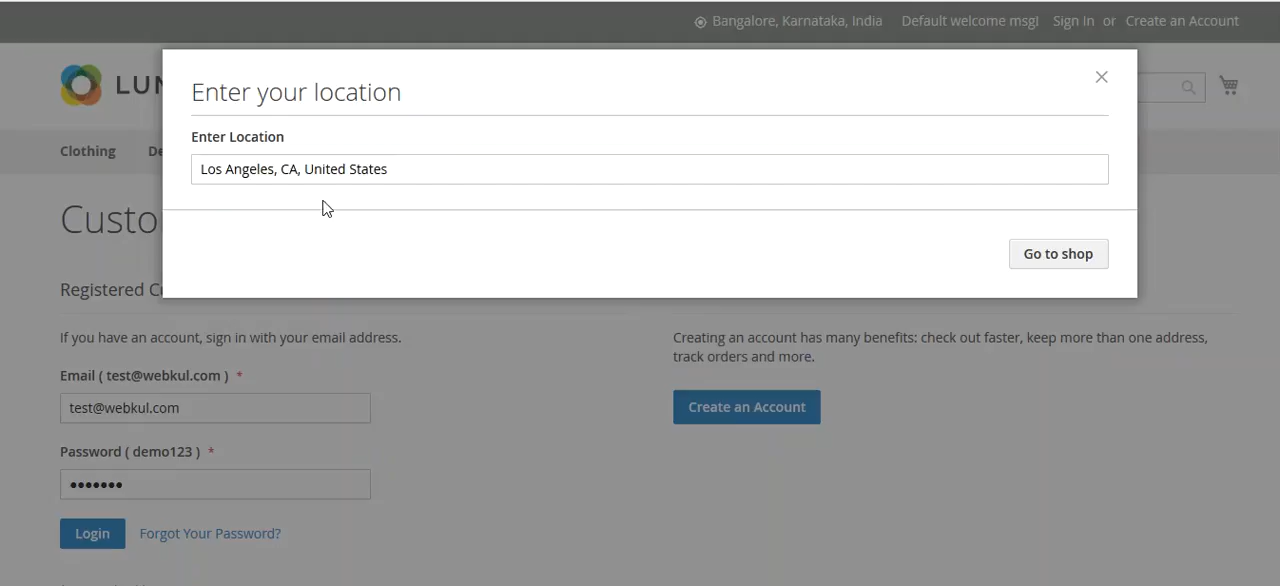 Bangalore, Karnataka, India Default welcome msg! Sign In or Create an Account
LUN
Enter your location
Enter Location
Los Angeles, CA, United States
Go to shop
Clothing De
Custo
Registered C
If you have an account, sign in with your email address.
Email ( test@webkul.com ) *
test@webkul.com
Password ( demo123 ) *
•••••••
Login Forgot Your Password?
Creating an account has many benefits: check out faster, keep more than one address,
track orders and more.
Create an Account